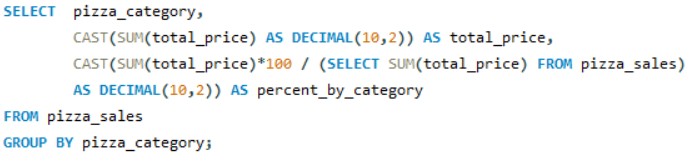 SELECT  pizza_category,
        CAST(SUM(total_price) AS DECIMAL(10,2)) AS total_price,
        CAST(SUM(total_price)*100 / (SELECT SUM(total_price) FROM pizza_sales)
        AS DECIMAL(10,2)) AS percent_by_category
FROM pizza_sales
GROUP BY pizza_category;